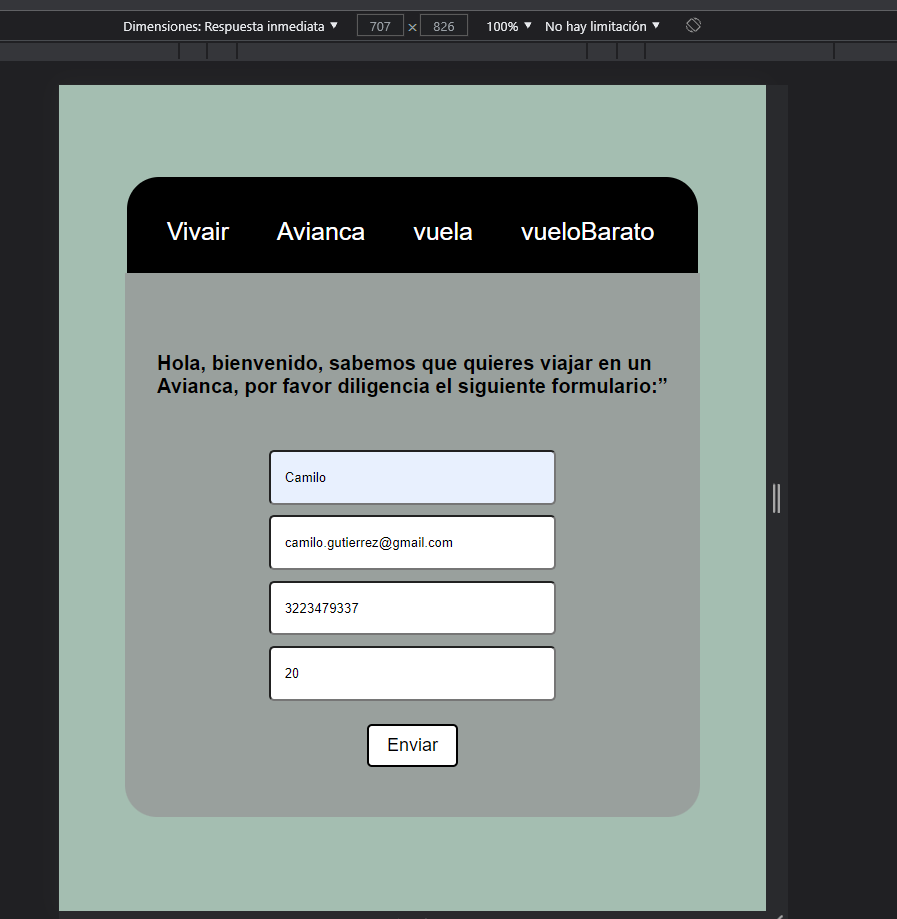 Dimensiones: Respuesta inmediata ▼ 707 × 826 100% ▼ No hay limitación ▼
Vivair Avianca vuela vueloBarato
Hola, bienvenido, sabemos que quieres viajar en un
Avianca, por favor diligencia el siguiente formulario:”
Camilo
camilo.gutierrez@gmail.com
3223479337
20
Enviar